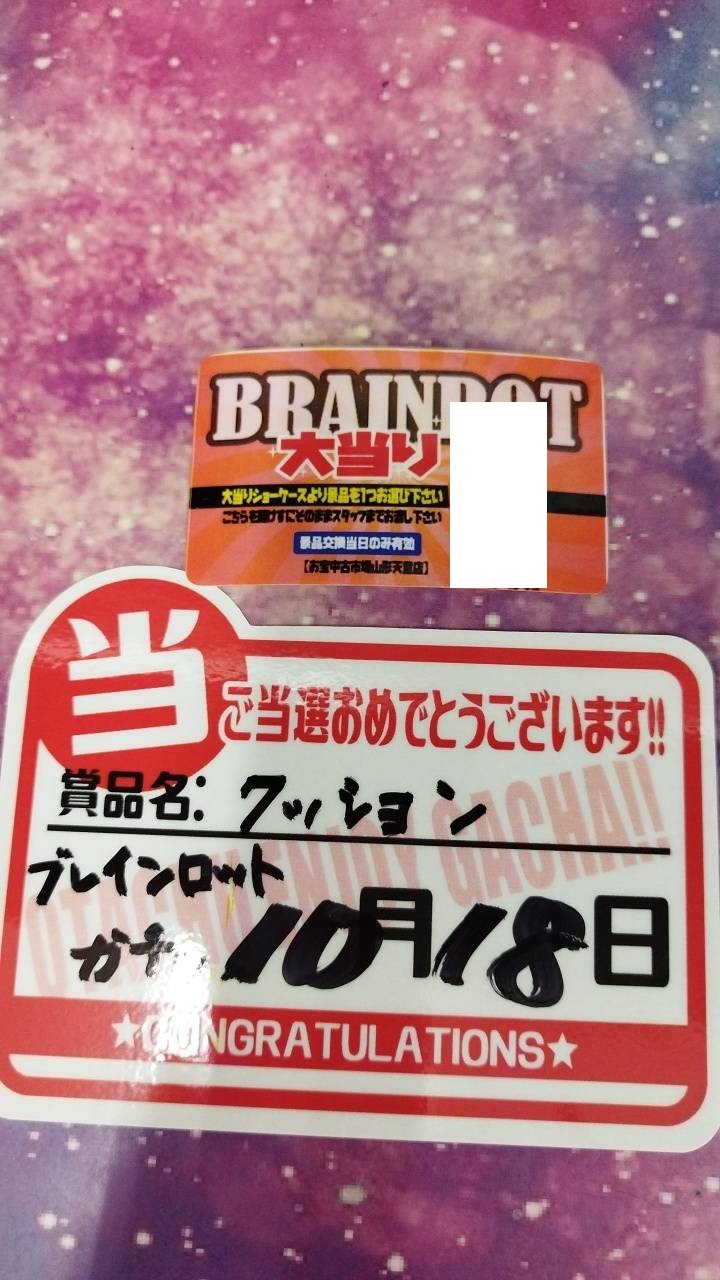 BRAINROT
大当り
大当りショーケースより景品を1つお選び下さい
こちらを開けずにそのままスタッフまでお渡し下さい
景品交換当日のみ有効
[お宝中古市場山形天童店]
当
ご当選おめでとうございます!!
賞品名: クッション
ブレインロット
ガチャ 10月18日
ENJOY GACHA!!
★CONGRATULATIONS★